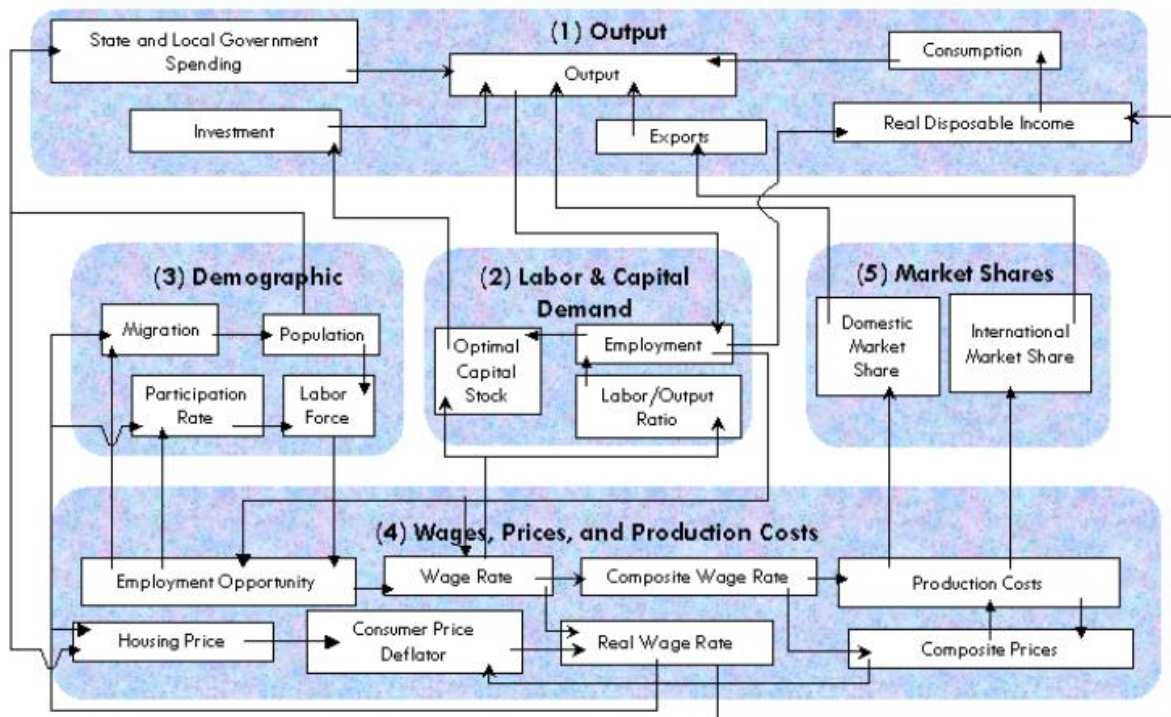 (1) Output
State and Local Government
Spending
Output
Consumption
Investment
Exports
Real Disposable Income
(3) Demographic
Migration
Population
Participation
Rate
Labor
Force
(2) Labor & Capital
Demand
Optimal
Capital
Stock
Employment
Labor/Output
Ratio
(5) Market Shares
Domestic
Market
Share
International
Market Share
(4) Wages, Prices, and Production Costs
Employment Opportunity
Wage Rate
Composite Wage Rate
Production Costs
Housing Price
Consumer Price
Deflator
Real Wage Rate
Composite Prices